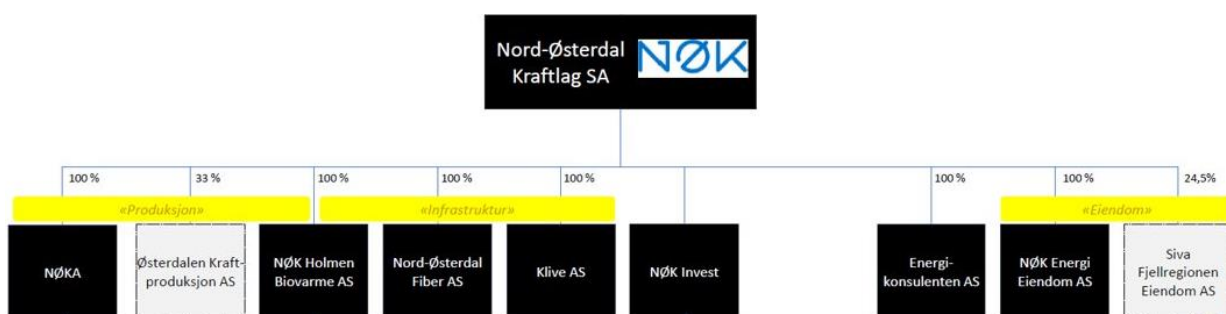 Nord-Østerdal
Kraftlag SA
NØK
100 %
33 %
100 %
100 %
100 %
100 %
100 %
24,5%
«Produksjon»
«Infrastruktur»
«Eiendom»
NØKA
Østerdalen Kraft-
produksjon AS
NØK Holmen
Biovarme AS
Nord-Østerdal
Fiber AS
Klive AS
NØK Invest
Energi-
konsulenten AS
NØK Energi
Eiendom AS
Siva
Fjellregionen
Eiendom AS